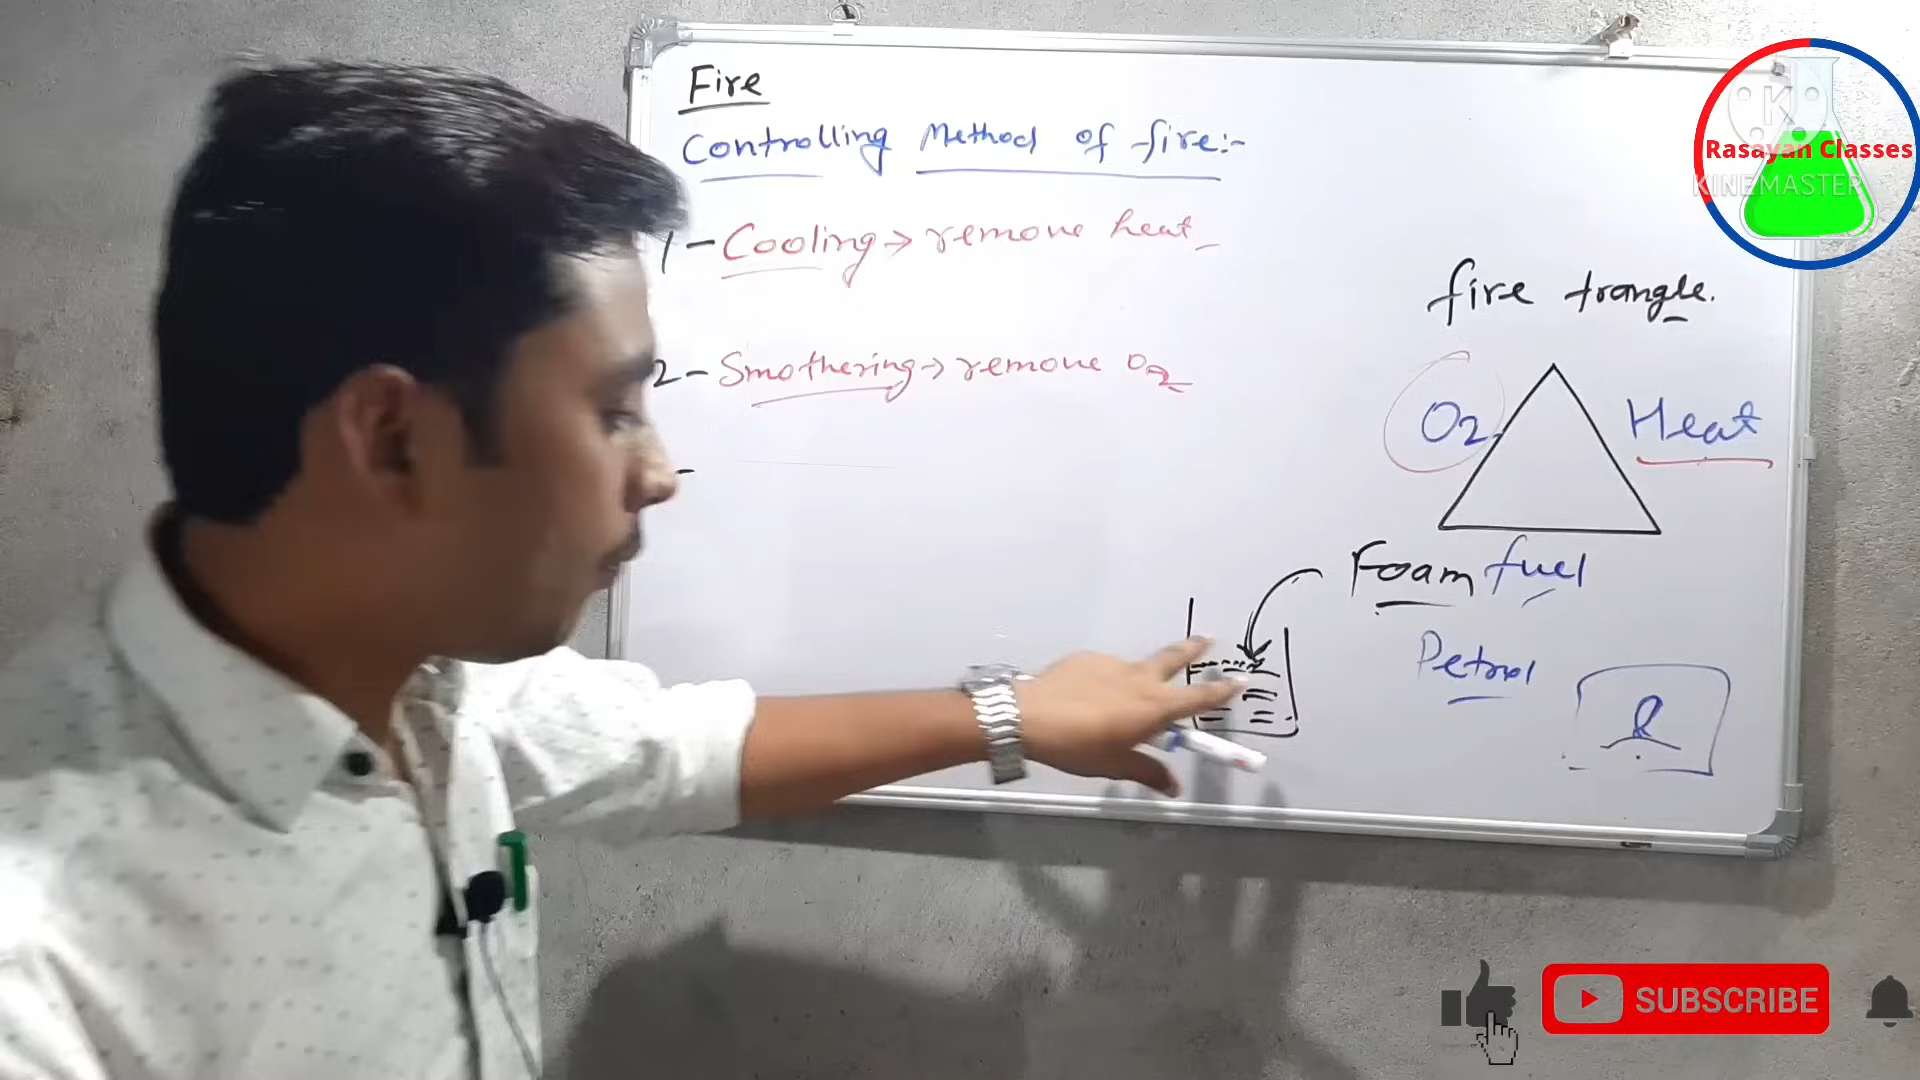 Fire
Controlling Method of fire:-
1- Cooling → remove heat
2- Smothering → remove O2
-
fire trangle.
O2
Heat
Foam fuel
Petrol
Rasayan Classes
KINEMASTER
K
SUBSCRIBE